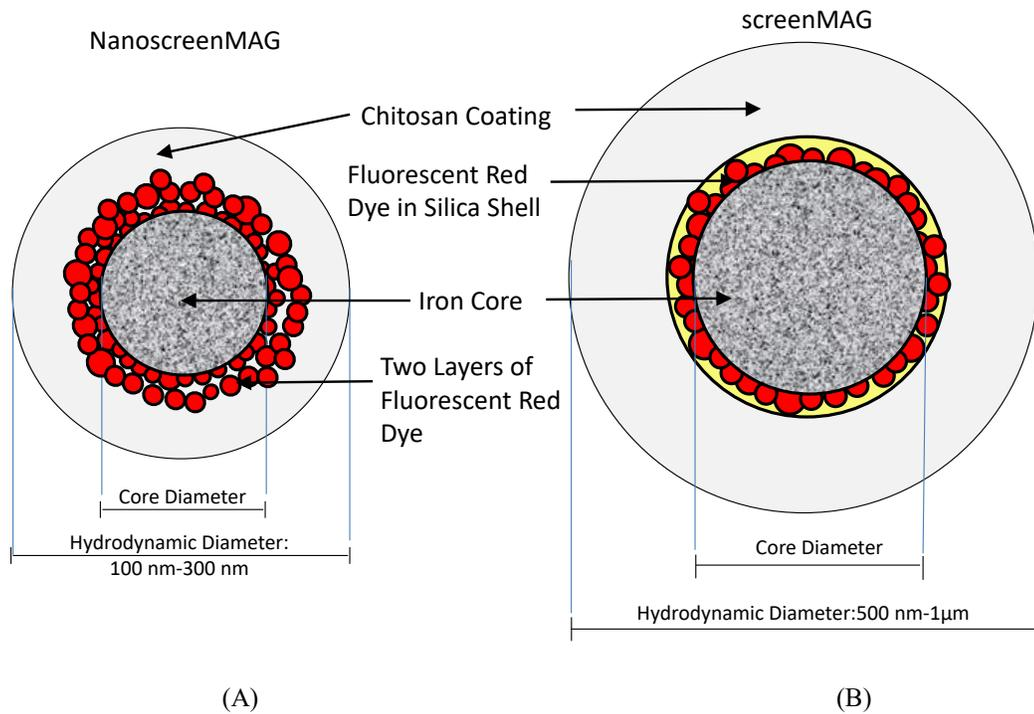 NanoscreenMAG
screenMAG
Chitosan Coating
Fluorescent Red
Dye in Silica Shell
Iron Core
Two Layers of
Fluorescent Red
Dye
Core Diameter
Hydrodynamic Diameter:
100 nm-300 nm
Core Diameter
Hydrodynamic Diameter:500 nm-1µm
(A)
(B)